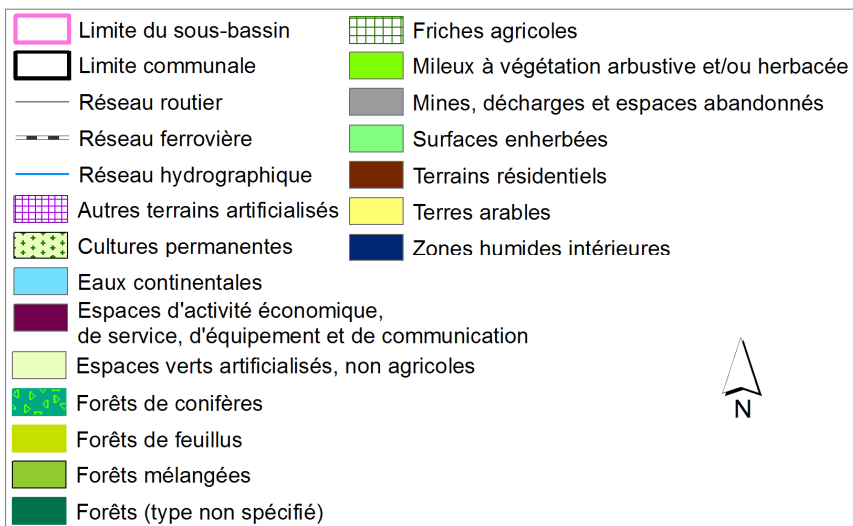 Limite du sous-bassin
Limite communale
Réseau routier
Réseau ferrovière
Réseau hydrographique
Autres terrains artificialisés
Cultures permanentes
Eaux continentales
Espaces d'activité économique,
de service, d'équipement et de communication
Espaces verts artificialisés, non agricoles
Forêts de conifères
Forêts de feuillus
Forêts mélangées
Forêts (type non spécifié)
Friches agricoles
Mileux à végétation arbustive et/ou herbacée
Mines, décharges et espaces abandonnés
Surfaces enherbées
Terrains résidentiels
Terres arables
Zones humides intérieures
N